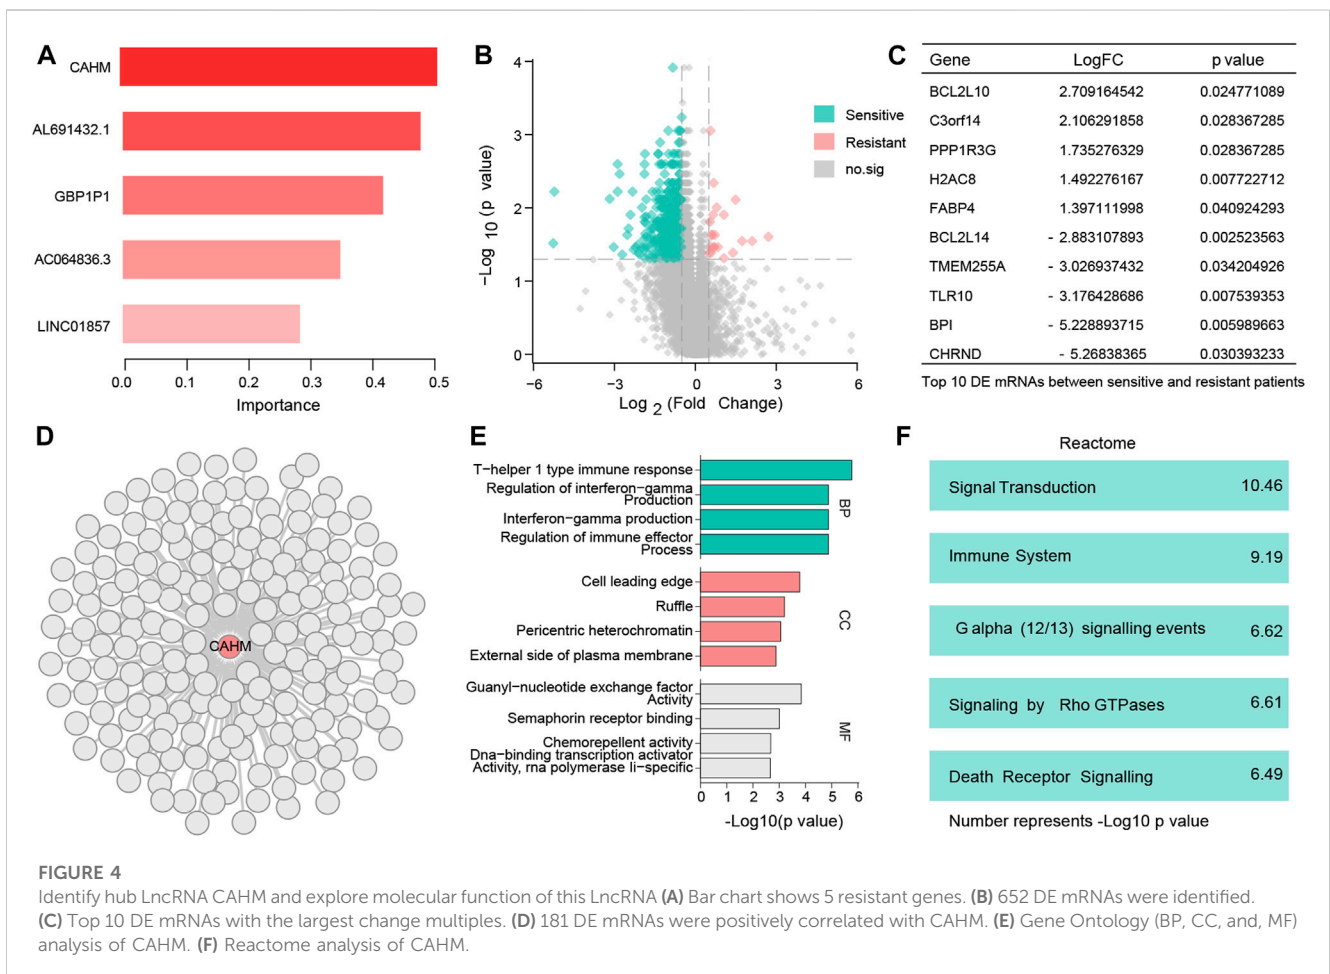 A
CAHM
AL691432.1
GBP1P1
AC064836.3
LINC01857
0.0 0.1 0.2 0.3 0.4 0.5
Importance
B
4
3
2
1
0
−Log 10 (p value)
−6 −3 0 3 6
Log 2 (Fold Change)
Sensitive
Resistant
no.sig
C
Gene LogFC p value
BCL2L10 2.709164542 0.024771089
C3orf14 2.106291858 0.028367285
PPP1R3G 1.735276329 0.028367285
H2AC8 1.492276167 0.007722712
FABP4 1.397111998 0.040924293
BCL2L14 - 2.883107893 0.002523563
TMEM255A - 3.026937432 0.034204926
TLR10 - 3.176428686 0.007539353
BPI - 5.228893715 0.005989663
CHRND - 5.26838365 0.030393233
Top 10 DE mRNAs between sensitive and resistant patients
D
CAHM
E
T−helper 1 type immune response
Regulation of interferon−gamma
Production
Interferon−gamma production
Regulation of immune effector
Process
BP
Cell leading edge
Ruffle
Pericentric heterochromatin
External side of plasma membrane
CC
Guanyl−nucleotide exchange factor
Activity
Semaphorin receptor binding
Chemorepellent activity
Dna−binding transcription activator
Activity, rna polymerase Ii−specific
MF
0 1 2 3 4 5 6
-Log10(p value)
F
Reactome
Signal Transduction 10.46
Immune System 9.19
G alpha (12/13) signalling events 6.62
Signaling by Rho GTPases 6.61
Death Receptor Signalling 6.49
Number represents -Log10 p value
FIGURE 4
Identify hub LncRNA CAHM and explore molecular function of this LncRNA (A) Bar chart shows 5 resistant genes. (B) 652 DE mRNAs were identified.
(C) Top 10 DE mRNAs with the largest change multiples. (D) 181 DE mRNAs were positively correlated with CAHM. (E) Gene Ontology (BP, CC, and, MF)
analysis of CAHM. (F) Reactome analysis of CAHM.